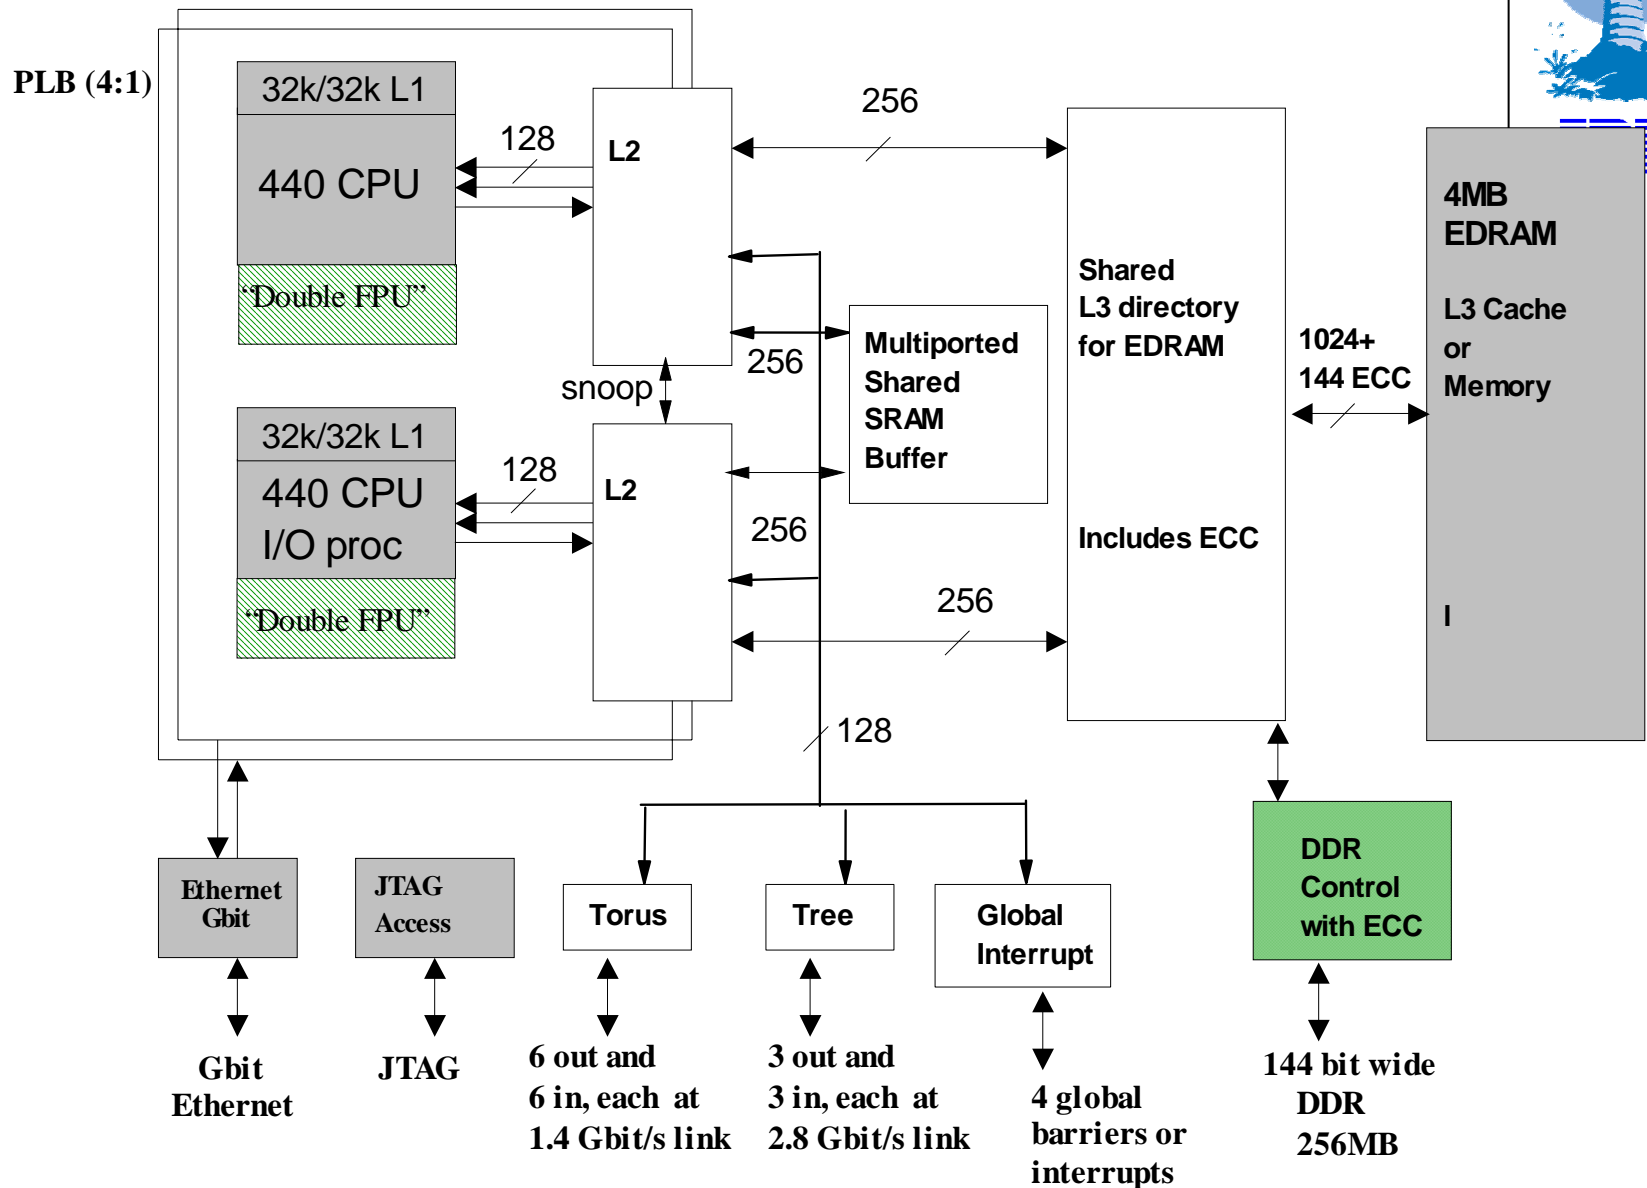 PLB (4:1)
32k/32k L1
440 CPU
“Double FPU”
128
L2
256
snoop
256
32k/32k L1
440 CPU
I/O proc
“Double FPU”
128
L2
256
256
128
Multiported
Shared
SRAM
Buffer
Shared
L3 directory
for EDRAM
Includes ECC
1024+
144 ECC
4MB
EDRAM
L3 Cache
or
Memory
l
Ethernet
Gbit
JTAG
Access
Torus
Tree
Global
Interrupt
DDR
Control
with ECC
Gbit
Ethernet
JTAG
6 out and
6 in, each at
1.4 Gbit/s link
3 out and
3 in, each at
2.8 Gbit/s link
4 global
barriers or
interrupts
144 bit wide
DDR
256MB